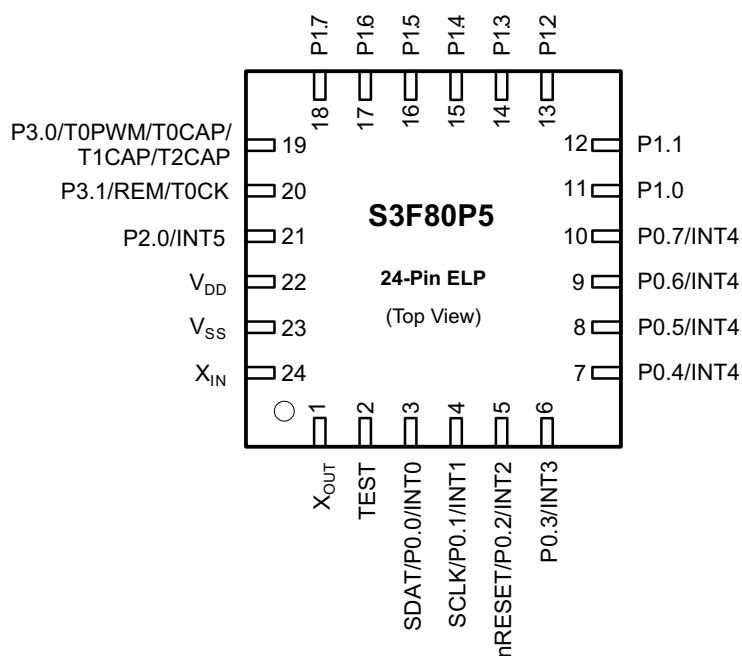 P1.7
P1.6
P1.5
P1.4
P1.3
P1.2
18
17
16
15
14
13
P3.0/T0PWM/T0CAP/
T1CAP/T2CAP
19
P3.1/REM/T0CK
20
P2.0/INT5
21
VDD
22
VSS
23
XIN
24
S3F80P5
24-Pin ELP
(Top View)
12
P1.1
11
P1.0
10
P0.7/INT4
9
P0.6/INT4
8
P0.5/INT4
7
P0.4/INT4
1
2
3
4
5
6
XOUT
TEST
SDAT/P0.0/INT0
SCLK/P0.1/INT1
nRESET/P0.2/INT2
P0.3/INT3